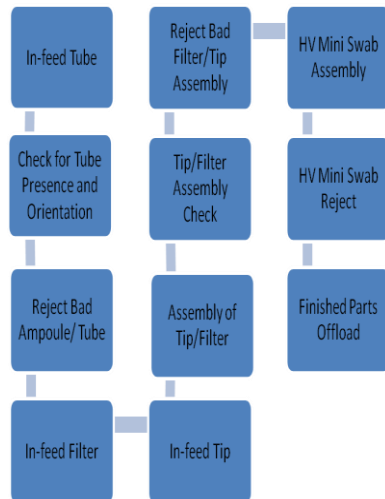 In-feed Tube
Check for Tube
Presence and
Orientation
Reject Bad
Ampoule/ Tube
In-feed Filter
In-feed Tip
Assembly of
Tip/Filter
Tip/Filter
Assembly
Check
Reject Bad
Filter/Tip
Assembly
HV Mini Swab
Assembly
HV Mini Swab
Reject
Finished Parts
Offload